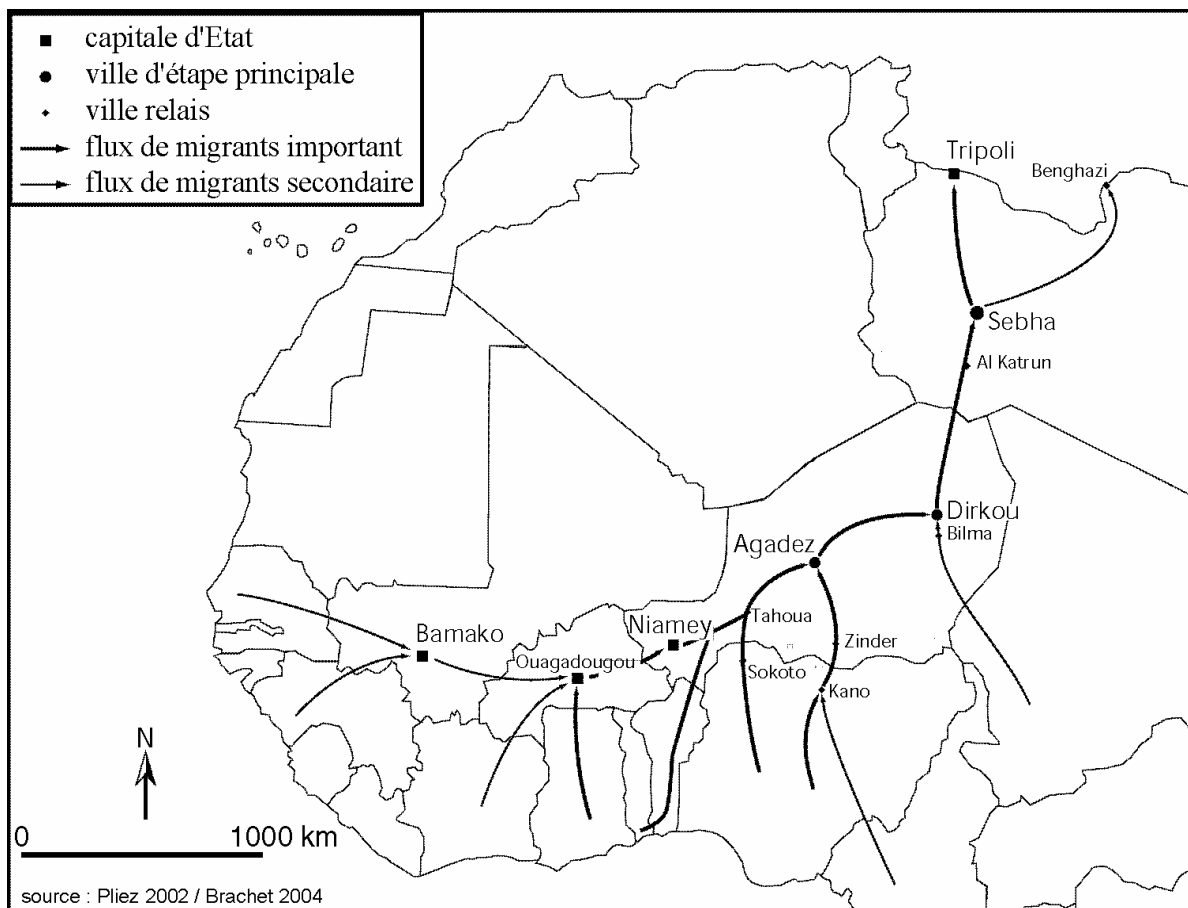 capitale d'Etat
ville d'étape principale
ville relais
flux de migrants important
flux de migrants secondaire
Tripoli
Benghazi
Sebha
Al Katrun
Dirkou
Bilma
Agadez
Tahoua
Niamey
Zinder
Bamako
Ouagadougou
Sokoto
Kano
N
0 1000 km
source : Pliez 2002 / Brachet 2004